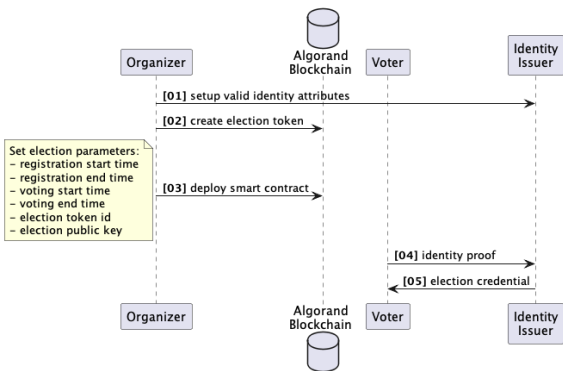 Organizer
Algorand
Blockchain
Voter
Identity
Issuer
[01] setup valid identity attributes
[02] create election token
Set election parameters:
– registration start time
– registration end time
– voting start time
– voting end time
– election token id
– election public key
[03] deploy smart contract
[04] identity proof
[05] election credential
Organizer
Algorand
Blockchain
Voter
Identity
Issuer